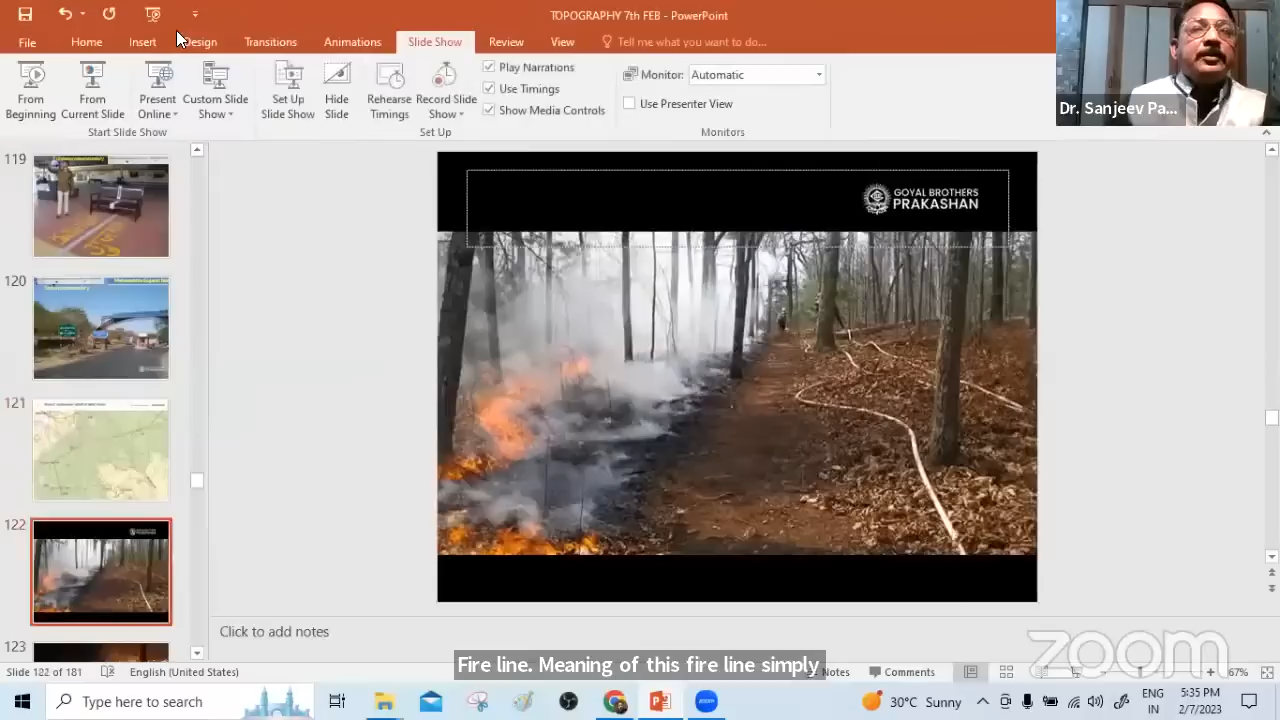 TOPOGRAPHY 7th FEB - PowerPoint
File Home Insert Design Transitions Animations Slide Show Review View Tell me what you want to do...
From Beginning
From Current Slide
Present Online
Custom Slide Show
Start Slide Show
Set Up Slide Show
Hide Slide
Rehearse Timings
Record Slide Show
Play Narrations
Use Timings
Show Media Controls
Set Up
Monitor: Automatic
Use Presenter View
Monitors
Dr. Sanjeev Pa...
119
120
121
122
123
GOYAL BROTHERS
PRAKASHAN
Click to add notes
zoom
Fire line. Meaning of this fire line simply
Slide 122 of 181 English (United States) Notes Comments 67%
Type here to search
30°C Sunny
ENG
IN
5:35 PM
2/7/2023